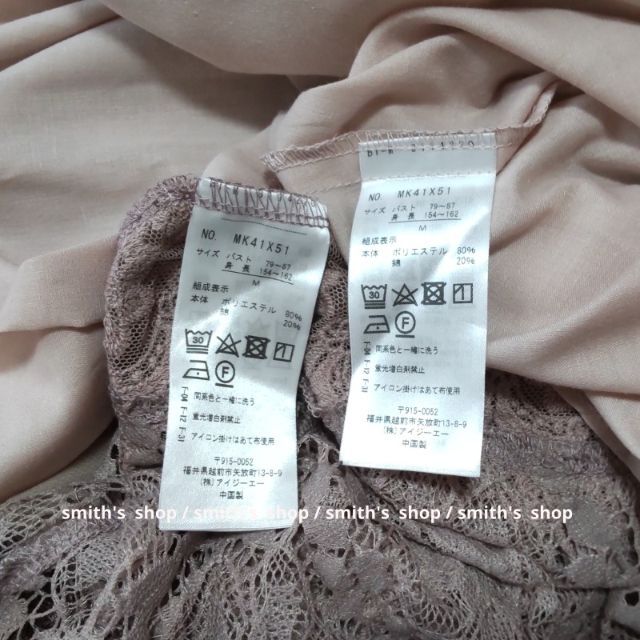 NO. MK41X51
サイズ バスト 79〜87
身長 154〜162
M
組成表示
本体 ポリエステル 80%
綿 20%
30
F
同系色と一緒に洗う
蛍光増白剤禁止
アイロン掛けはあて布使用
〒915-0052
福井県越前町矢放町13-8-9
(株)アイジーエー
中国製
NO. MK41X51
サイズ バスト 79〜87
身長 154〜162
M
組成表示
本体 ポリエステル 80%
綿 20%
30
F
同系色と一緒に洗う
蛍光増白剤禁止
アイロン掛けはあて布使用
〒915-0052
福井県越前町矢放町13-8-9
(株)アイジーエー
中国製
smith's shop / smith's shop / smith's shop / smith's shop